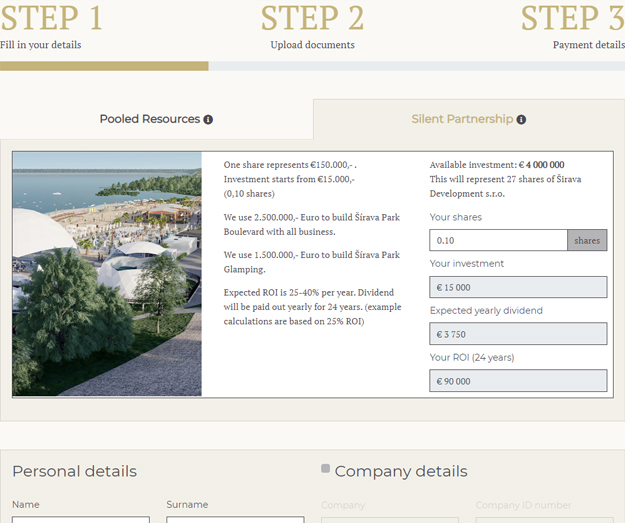 STEP 1
Fill in your details
STEP 2
Upload documents
STEP 3
Payment details
Pooled Resources
Silent Partnership
One share represents €150.000,- .
Investment starts from €15.000,-
(0,10 shares)
We use 2.500.000,- Euro to build Šírava Park
Boulevard with all business.
We use 1.500.000,- Euro to build Šírava Park
Glamping.
Expected ROI is 25-40% per year. Dividend
will be paid out yearly for 24 years. (example
calculations are based on 25% ROI)
Available investment: € 4 000 000
This will represent 27 shares of Šírava
Development s.r.o.
Your shares
0.10 shares
Your investment
€ 15 000
Expected yearly dividend
€ 3 750
Your ROI (24 years)
€ 90 000
Personal details
Name Surname
Company details
Company Company ID number